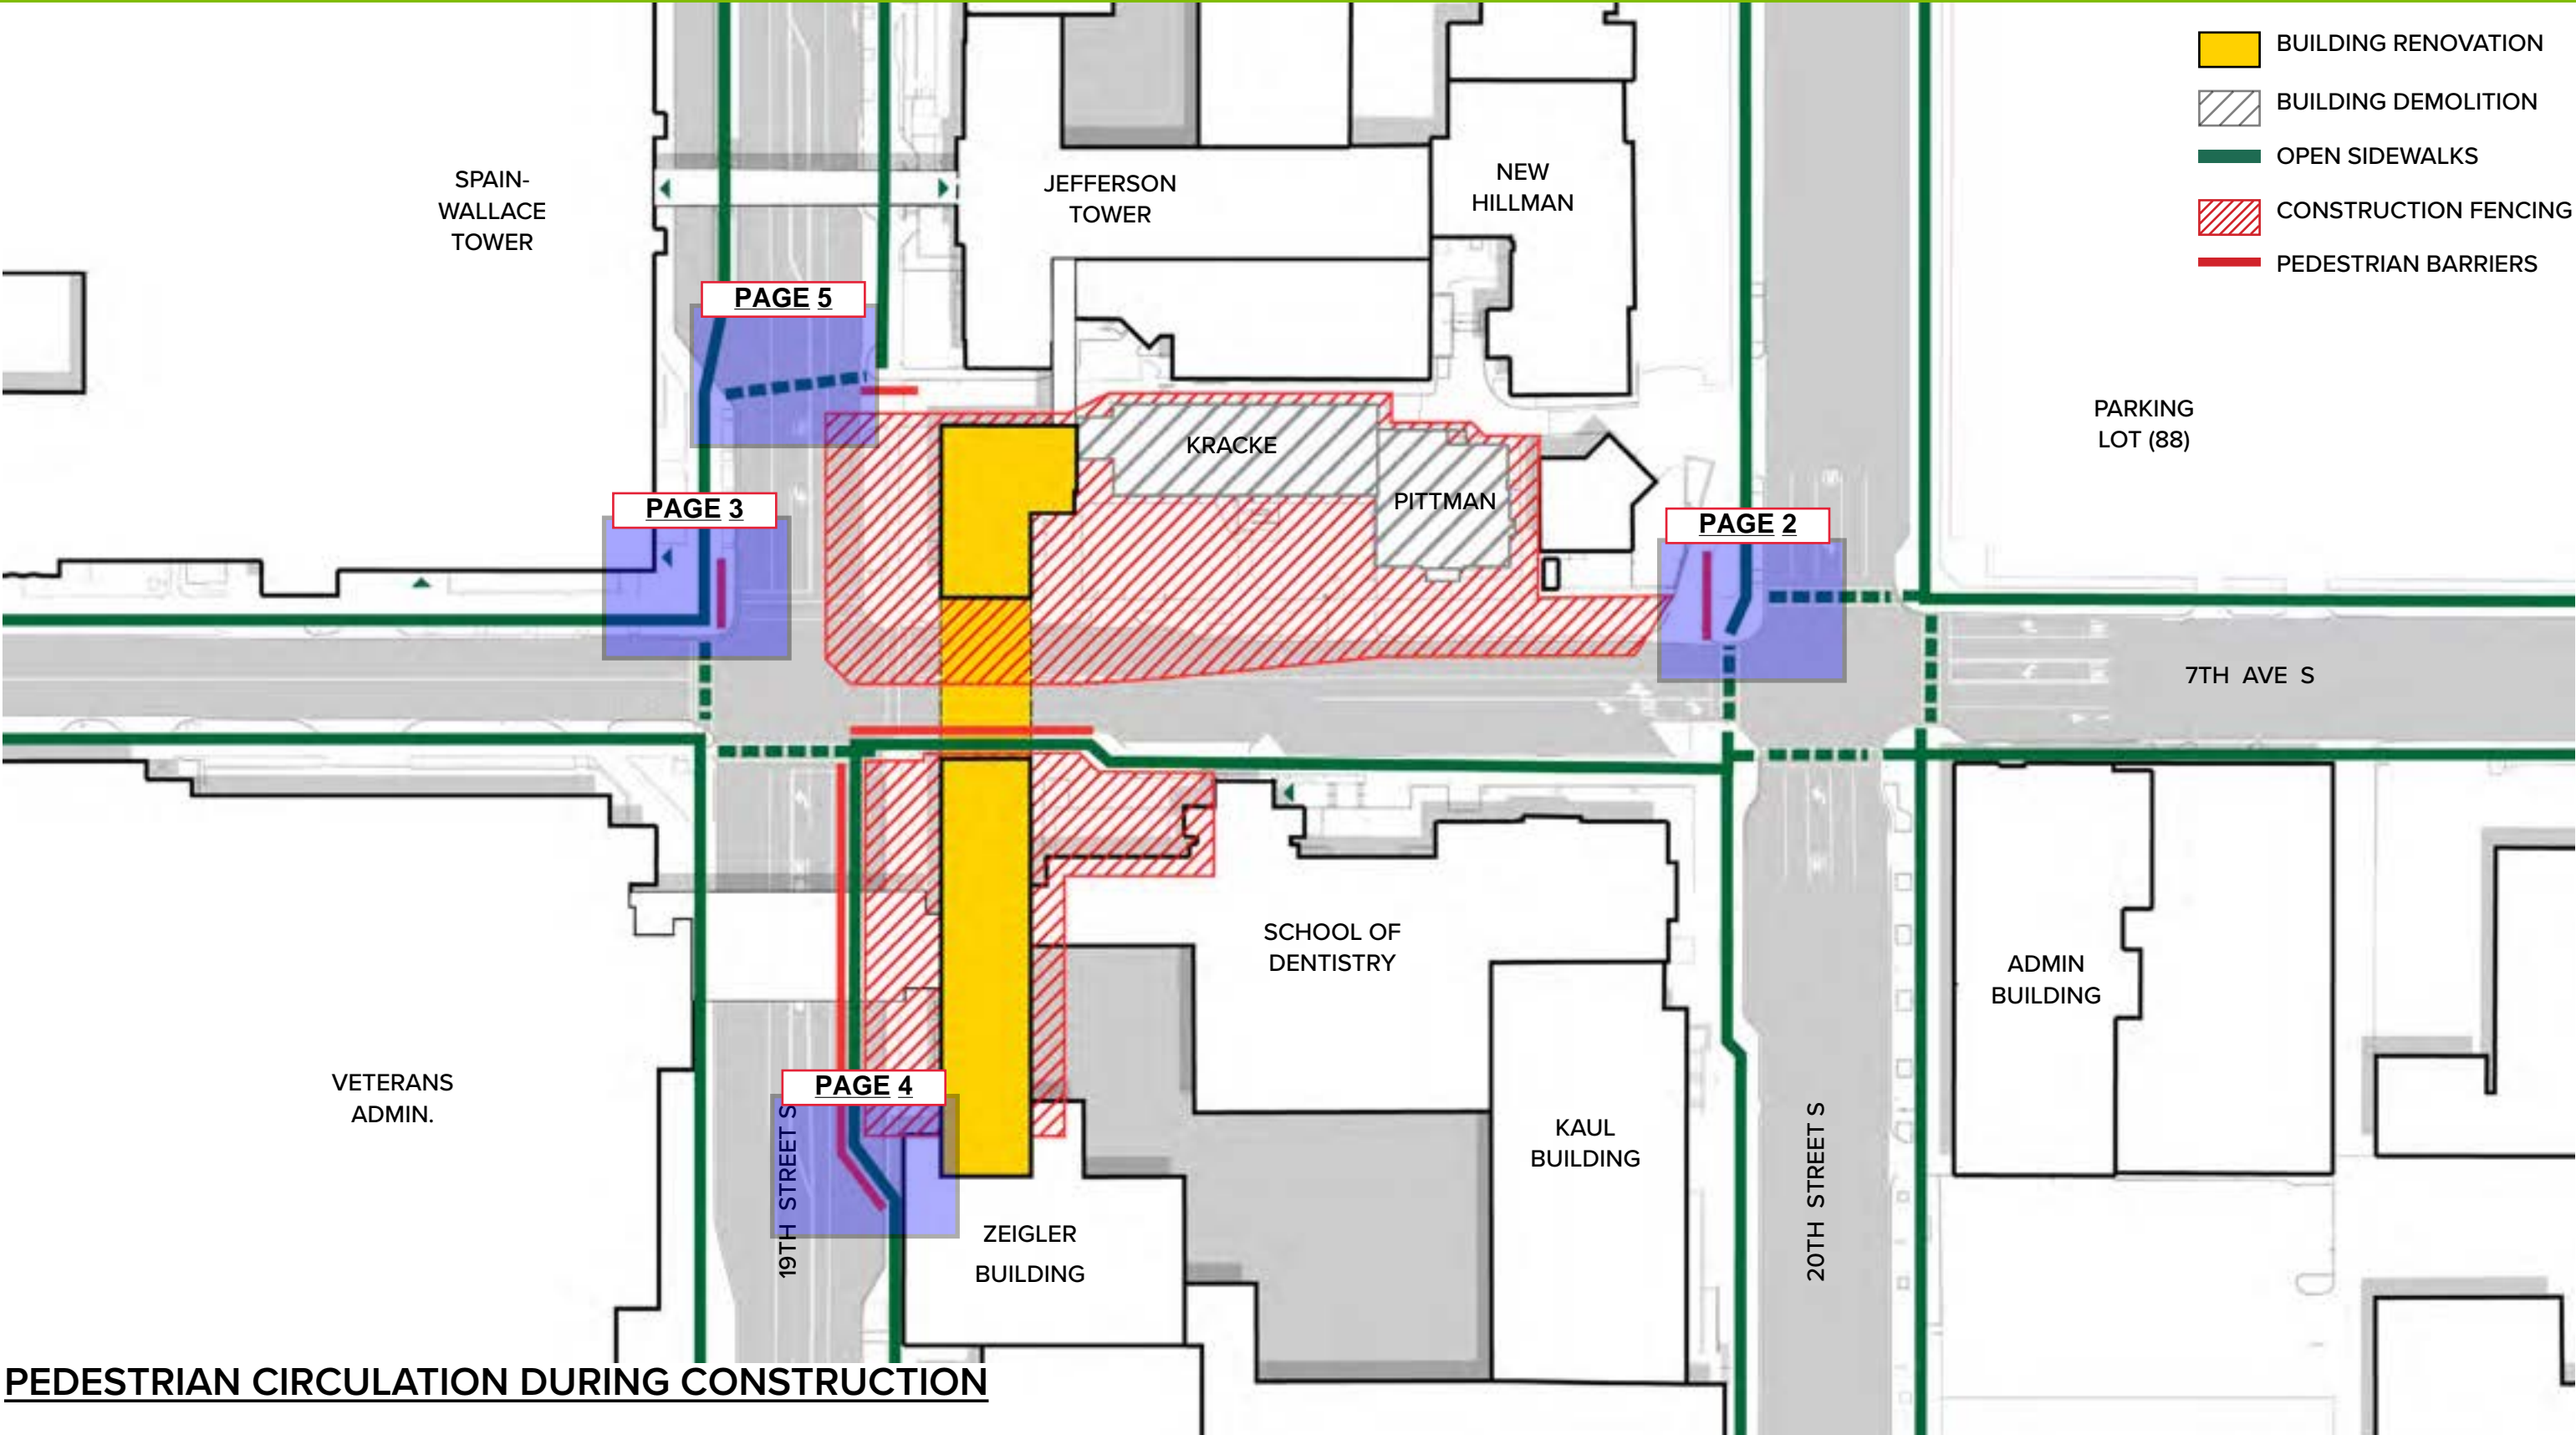 BUILDING RENOVATION
BUILDING DEMOLITION
OPEN SIDEWALKS
CONSTRUCTION FENCING
PEDESTRIAN BARRIERS
SPAIN-
WALLACE
TOWER
JEFFERSON
TOWER
NEW
HILLMAN
PAGE 5
PARKING
LOT (88)
KRACKE
PITTMAN
PAGE 3
PAGE 2
7TH AVE S
SCHOOL OF
DENTISTRY
ADMIN
BUILDING
VETERANS
ADMIN.
PAGE 4
19TH STREET S
KAUL
BUILDING
20TH STREET S
ZEIGLER
BUILDING
PEDESTRIAN CIRCULATION DURING CONSTRUCTION